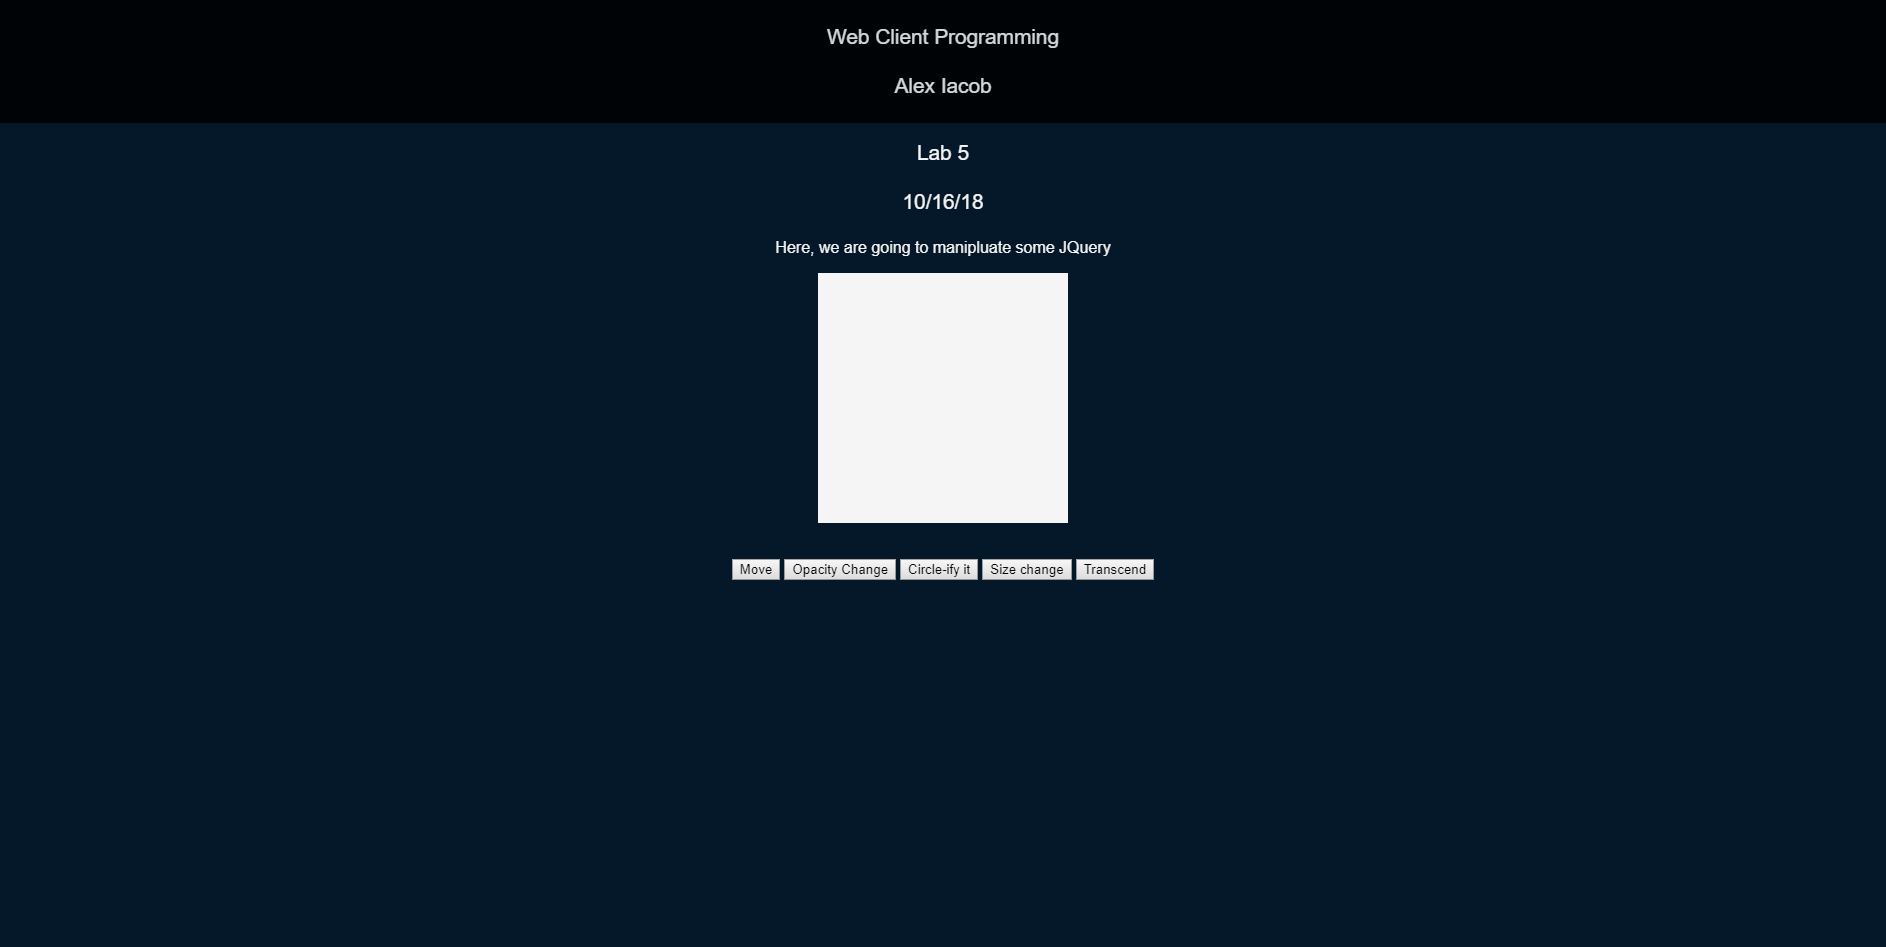 Web Client Programming
Alex Iacob
Lab 5
10/16/18
Here, we are going to manipluate some JQuery
Move Opacity Change Circle-ify it Size change Transcend